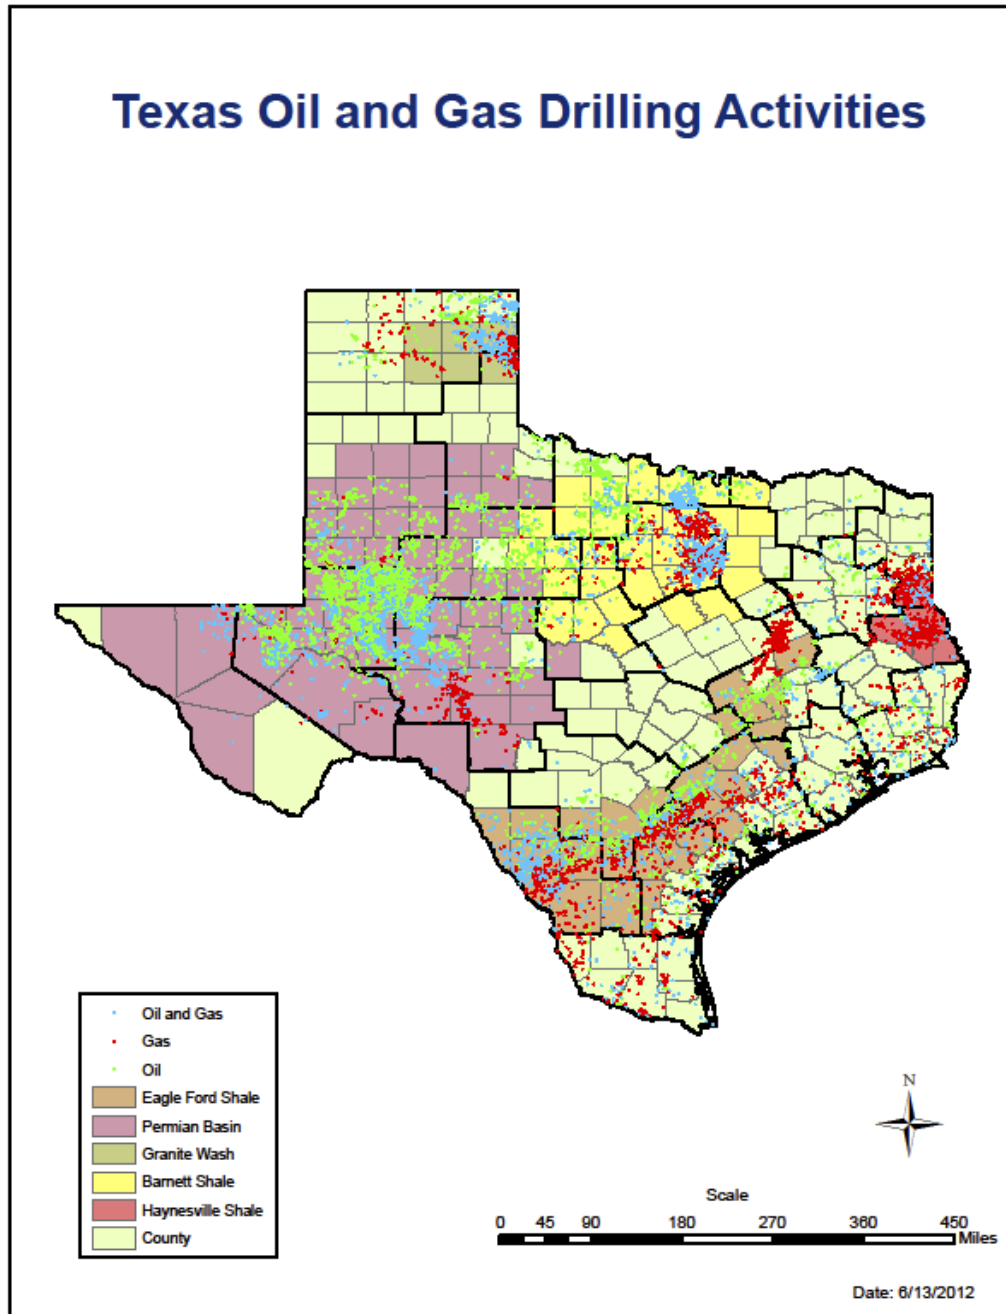 Texas Oil and Gas Drilling Activities
Oil and Gas
Gas
Oil
Eagle Ford Shale
Permian Basin
Granite Wash
Barnett Shale
Haynesville Shale
County
N
Scale
0 45 90 180 270 360 450
Miles
Date: 6/13/2012